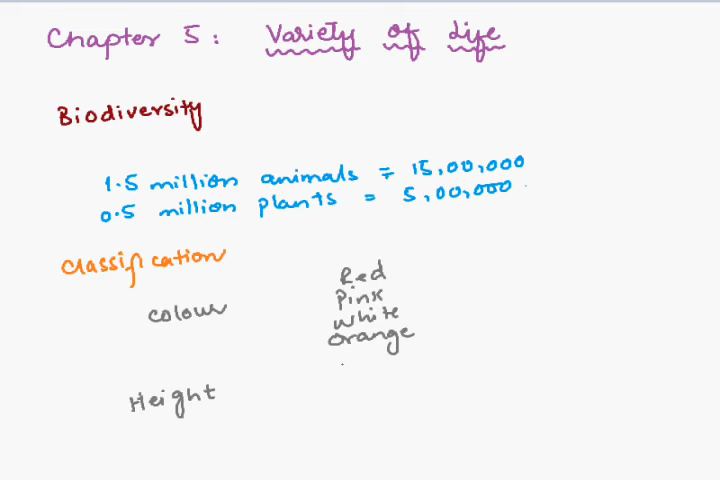 Chapter 5: Variety of Life
Biodiversity
1.5 million animals = 15,00,000
0.5 million plants = 5,00,000
Classification
Red
Colour
Pink
White
Orange
Height